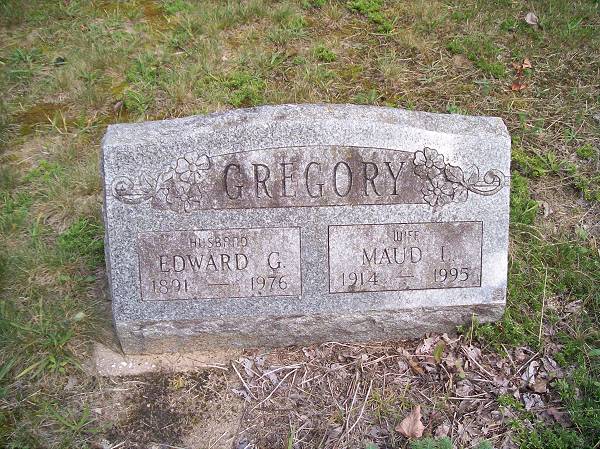 GREGORY
HUSBAND
EDWARD G.
1891 — 1976
WIFE
MAUD I.
1914 — 1995